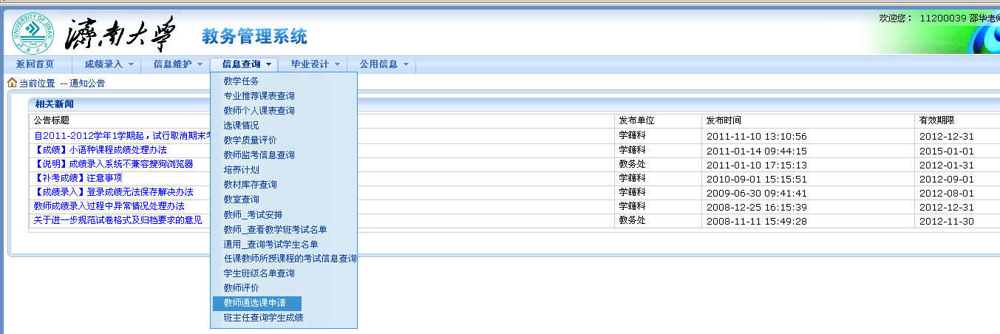 UNIVERSITY OF JINAN
濟南大學
教务管理系统
欢迎您： 11200039 邵华老师
返回首页 成绩录入 信息维护 信息查询 毕业设计 公用信息
当前位置 -- 通知公告
相关新闻
公告标题 发布单位 发布时间 有效期限
自2011-2012学年1学期起，试行取消期末考 学籍科 2011-11-10 13:10:56 2012-12-31
【成绩】小语种课程成绩处理办法 学籍科 2011-01-14 09:44:15 2015-01-01
【说明】成绩录入系统不兼容搜狗浏览器 教务处 2011-01-10 17:15:13 2012-01-31
【补考成绩】注意事项 学籍科 2010-09-01 15:15:51 2012-09-01
【成绩录入】登录成绩无法保存解决办法 学籍科 2009-06-30 09:41:41 2012-08-01
教师成绩录入过程中异常情况处理办法 学籍科 2008-12-25 16:15:39 2012-12-31
关于进一步规范试卷格式及归档要求的意见 教务处 2008-11-11 15:49:28 2012-11-30
教学任务
专业推荐课表查询
教师个人课表查询
选课情况
教学质量评价
教师监考信息查询
培养计划
教材库存查询
教室查询
教师_考试安排
教师_查看教学班考试名单
通用_查询考试学生名单
任课教师所授课程的考试信息查询
学生班级名单查询
教师评价
教师通选课申请
班主任查询学生成绩